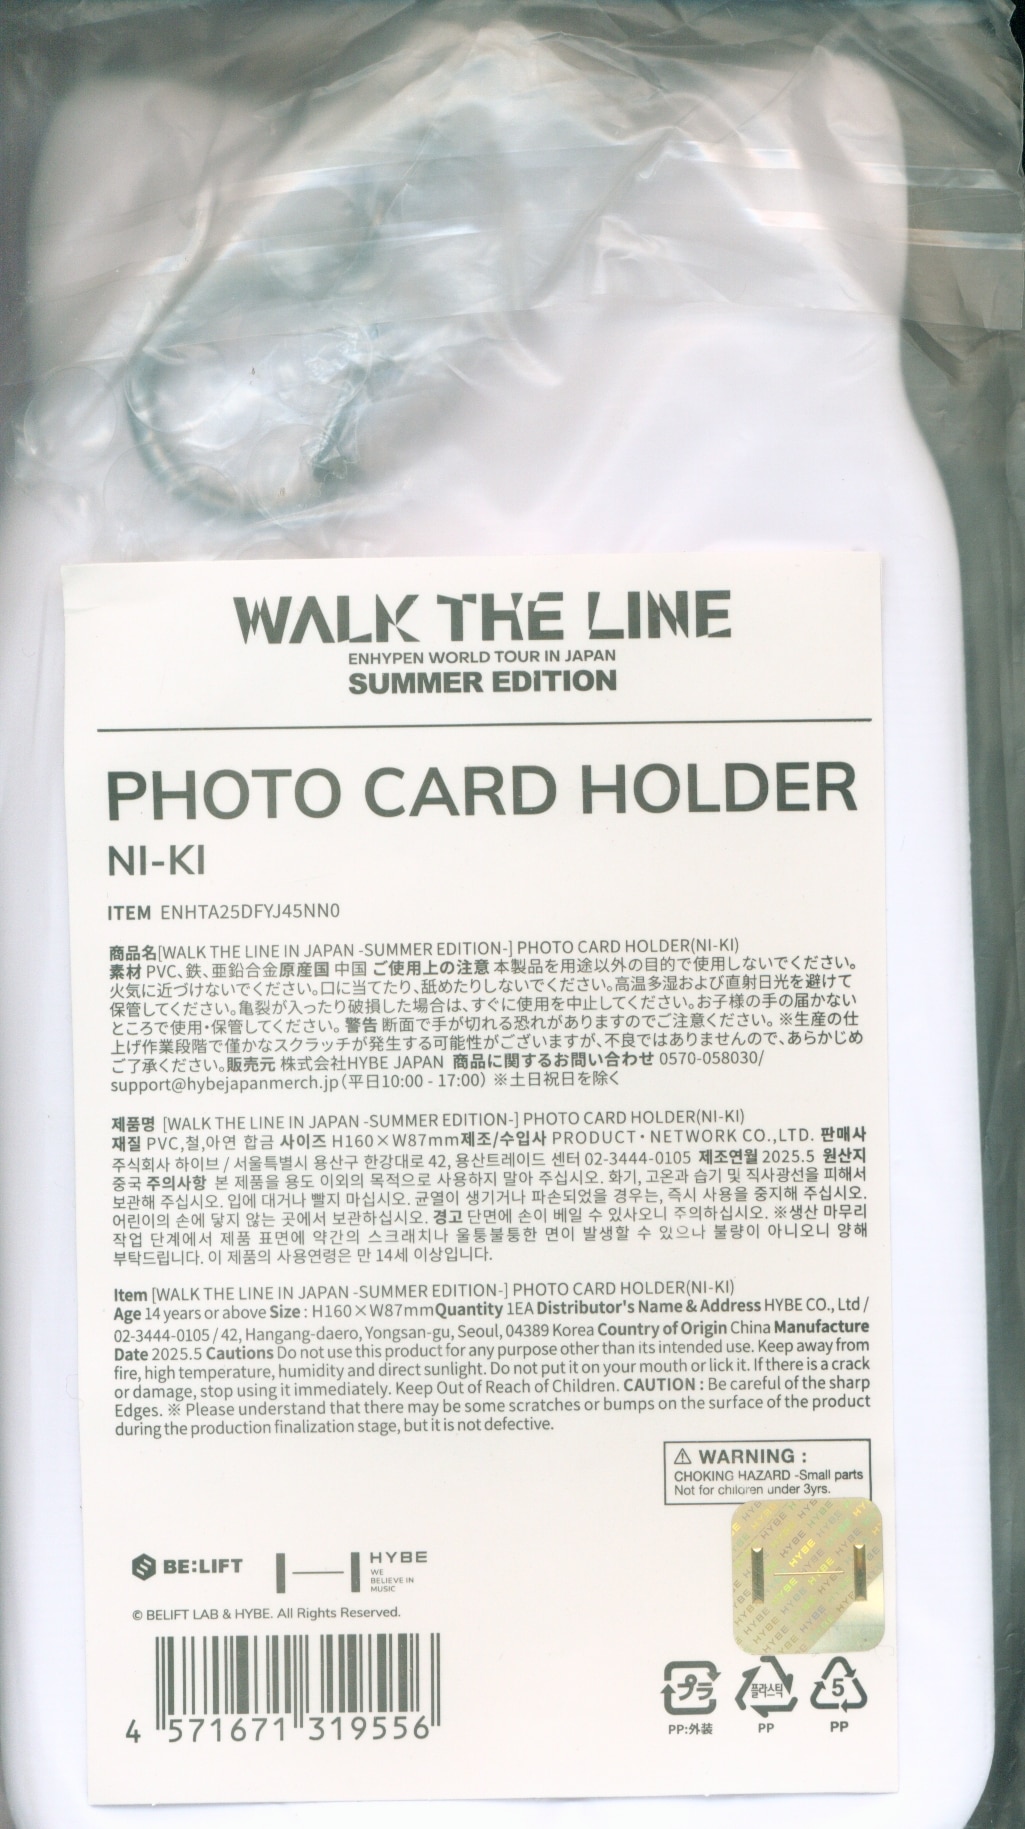 WALK THE LINE
ENHYPEN WORLD TOUR IN JAPAN
SUMMER EDITION
PHOTO CARD HOLDER
NI-KI
ITEM ENHTA25DFYJ45NN0
商品名[WALK THE LINE IN JAPAN -SUMMER EDITION-] PHOTO CARD HOLDER(NI-KI)
素材 PVC、鉄、亜鉛合金原産国 中国 ご使用上の注意 本製品を用途以外の目的で使用しないでください。
火気に近づけないでください。口に当てたり、舐めたりしないでください。高温多湿および直射日光を避けて
保管してください。亀裂が入ったり破損した場合は、すぐに使用を中止してください。お子様の手の届かない
ところで使用・保管してください。 警告 断面で手が切れる恐れがありますのでご注意ください。 ※生産の仕
上げ作業段階で僅かなスクラッチが発生する可能性がございますが、不良ではありませんので、あらかじめ
ご了承ください。販売元 株式会社HYBE JAPAN 商品に関するお問い合わせ 0570-058030/
support@hybejapanmerch.jp(平日10:00 - 17:00) ※土日祝日を除く
제품명 [WALK THE LINE IN JAPAN -SUMMER EDITION-] PHOTO CARD HOLDER(NI-KI)
재질 PVC,철,아연 합금 사이즈 H160×W87mm제조/수입사 PRODUCT・NETWORK CO.,LTD. 판매사
주식회사 하이브 / 서울특별시 용산구 한강대로 42, 용산트레이드 센터 02-3444-0105 제조연월 2025.5 원산지
중국 주의사항 본 제품을 용도 이외의 목적으로 사용하지 말아 주십시오. 화기, 고온과 습기 및 직사광선을 피해서
보관해 주십시오. 입에 대거나 빨지 마십시오. 균열이 생기거나 파손되었을 경우는, 즉시 사용을 중지해 주십시오.
어린이의 손에 닿지 않는 곳에서 보관하십시오. 경고 단면에 손이 베일 수 있사오니 주의하십시오. ※생산 마무리
작업 단계에서 제품 표면에 약간의 스크래치나 울퉁불퉁한 면이 발생할 수 있으나 불량이 아니오니 양해
부탁드립니다. 이 제품의 사용연령은 만 14세 이상입니다.
Item [WALK THE LINE IN JAPAN -SUMMER EDITION-] PHOTO CARD HOLDER(NI-KI)
Age 14 years or above Size : H160×W87mmQuantity 1EA Distributor's Name & Address HYBE CO., Ltd /
02-3444-0105 / 42, Hangang-daero, Yongsan-gu, Seoul, 04389 Korea Country of Origin China Manufacture
Date 2025.5 Cautions Do not use this product for any purpose other than its intended use. Keep away from
fire, high temperature, humidity and direct sunlight. Do not put it on your mouth or lick it. If there is a crack
or damage, stop using it immediately. Keep Out of Reach of Children. CAUTION : Be careful of the sharp
Edges. ※ Please understand that there may be some scratches or bumps on the surface of the product
during the production finalization stage, but it is not defective.
⚠ WARNING :
CHOKING HAZARD -Small parts
Not for children under 3yrs.
HYBE HYBE HYBE
BE:LIFT
HYBE
WE
BELIEVE IN
MUSIC
© BELIFT LAB & HYBE. All Rights Reserved.
4 571671 319556
プラ
PP:外装
플라스틱
PP
5
PP